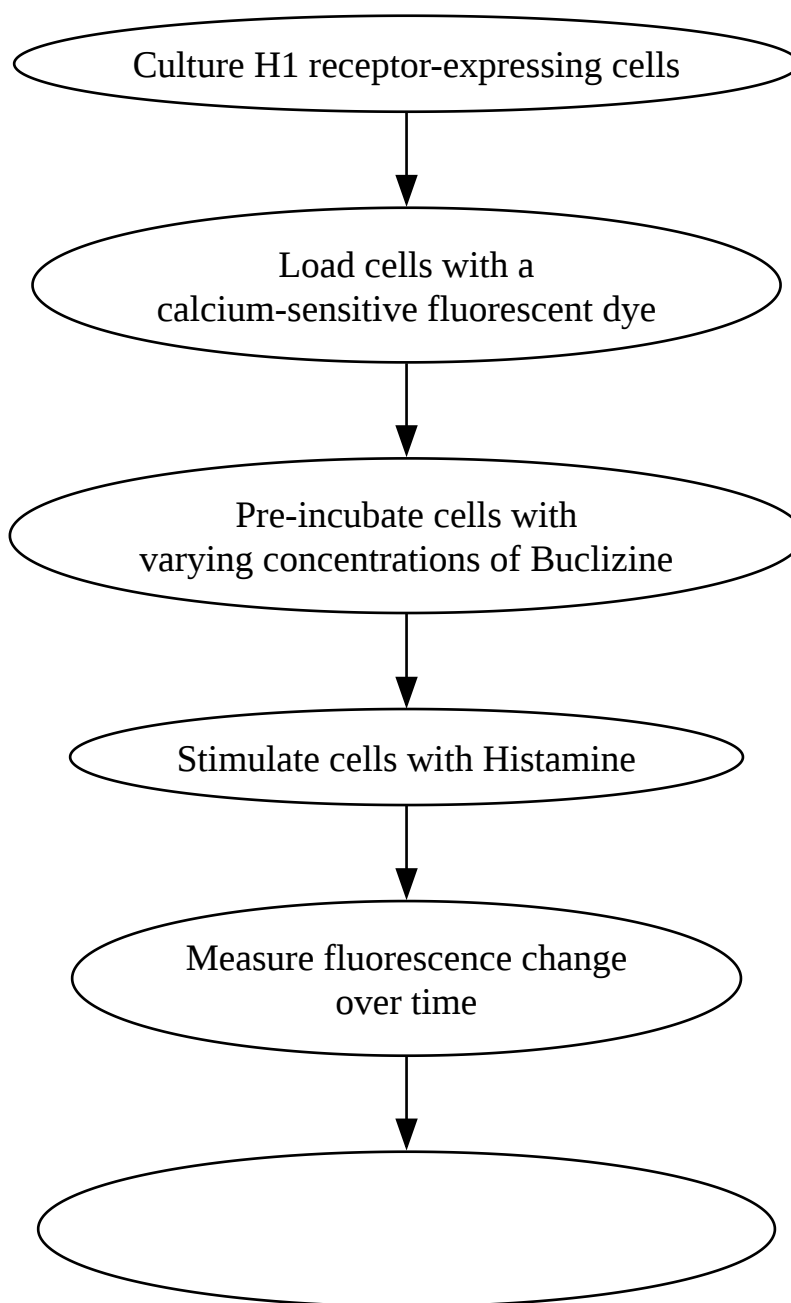 Culture H1 receptor-expressing cells
Load cells with a
calcium-sensitive fluorescent dye
Pre-incubate cells with
varying concentrations of Buclizine
Stimulate cells with Histamine
Measure fluorescence change
over time